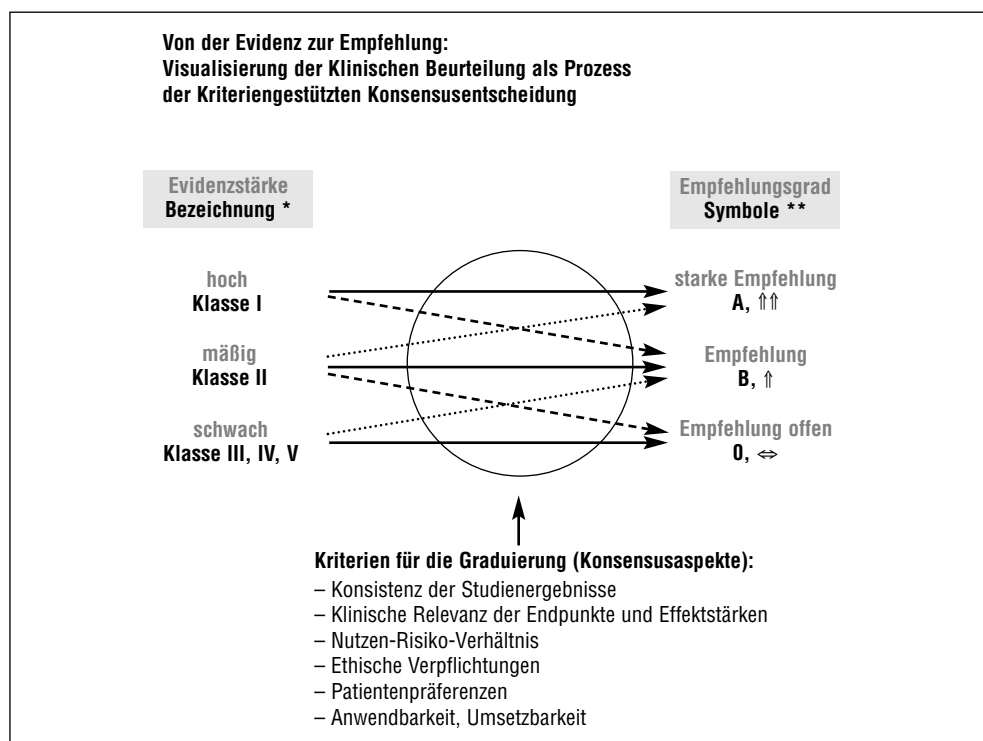 Von der Evidenz zur Empfehlung:
Visualisierung der Klinischen Beurteilung als Prozess
der Kriteriengestützten Konsensusentscheidung
Evidenzstärke
Bezeichnung *
Empfehlungsgrad
Symbole **
hoch
Klasse I
starke Empfehlung
A, ⇑⇑
mäßig
Klasse II
Empfehlung
B, ⇑
schwach
Klasse III, IV, V
Empfehlung offen
0, ⇔
Kriterien für die Graduierung (Konsensusaspekte):
– Konsistenz der Studienergebnisse
– Klinische Relevanz der Endpunkte und Effektstärken
– Nutzen-Risiko-Verhältnis
– Ethische Verpflichtungen
– Patientenpräferenzen
– Anwendbarkeit, Umsetzbarkeit